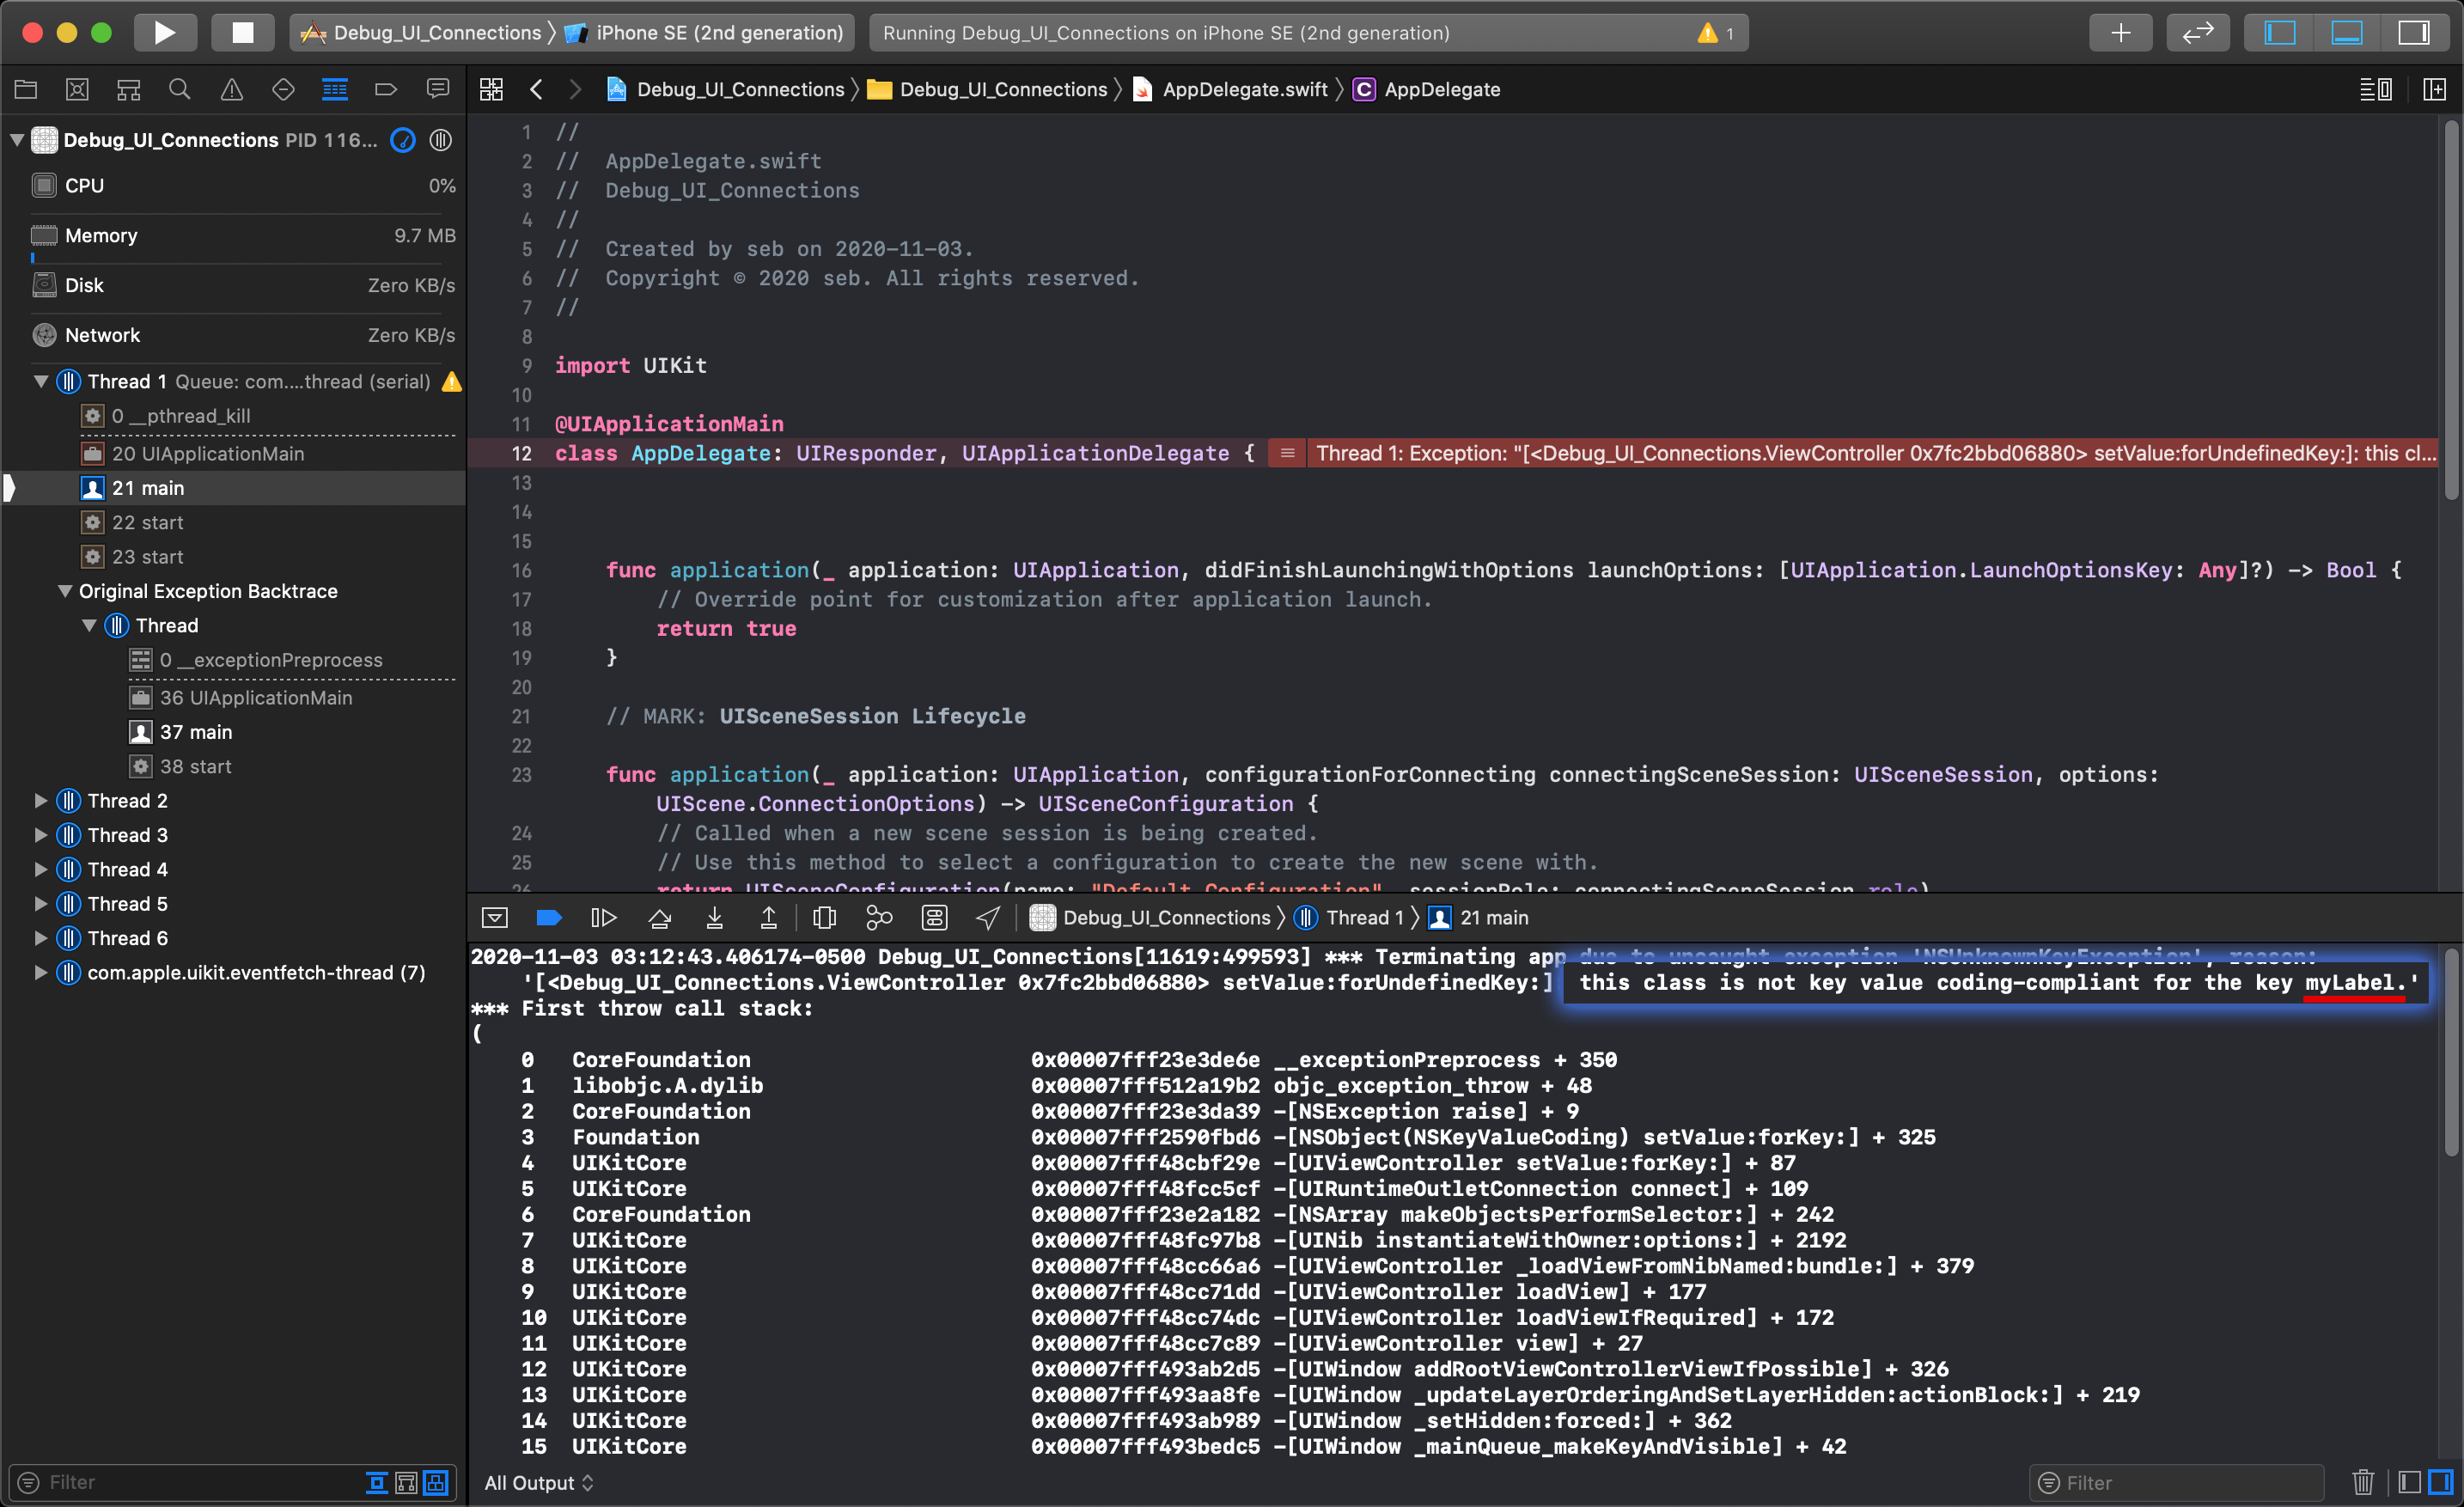 Debug_UI_Connections 〉 iPhone SE (2nd generation)
Running Debug_UI_Connections on iPhone SE (2nd generation)
1
Debug_UI_Connections PID 116...
CPU 0%
Memory 9.7 MB
Disk Zero KB/s
Network Zero KB/s
Thread 1 Queue: com....thread (serial)
0 __pthread_kill
20 UIApplicationMain
21 main
22 start
23 start
Original Exception Backtrace
Thread
0 __exceptionPreprocess
36 UIApplicationMain
37 main
38 start
Thread 2
Thread 3
Thread 4
Thread 5
Thread 6
com.apple.uikit.eventfetch-thread (7)
Filter
Debug_UI_Connections 〉 Debug_UI_Connections 〉 AppDelegate.swift 〉 C AppDelegate
1 //
2 //  AppDelegate.swift
3 //  Debug_UI_Connections
4 //
5 //  Created by seb on 2020-11-03.
6 //  Copyright © 2020 seb. All rights reserved.
7 //
8
9 import UIKit
10
11 @UIApplicationMain
12 class AppDelegate: UIResponder, UIApplicationDelegate { Thread 1: Exception: "[<Debug_UI_Connections.ViewController 0x7fc2bbd06880> setValue:forUndefinedKey:]: this cl...
13
14
15
16     func application(_ application: UIApplication, didFinishLaunchingWithOptions launchOptions: [UIApplication.LaunchOptionsKey: Any]?) -> Bool {
17         // Override point for customization after application launch.
18         return true
19     }
20
21     // MARK: UISceneSession Lifecycle
22
23     func application(_ application: UIApplication, configurationForConnecting connectingSceneSession: UISceneSession, options:
UIScene.ConnectionOptions) -> UISceneConfiguration {
24         // Called when a new scene session is being created.
25         // Use this method to select a configuration to create the new scene with.
26         return UISceneConfiguration(name: "Default Configuration", sessionRole: connectingSceneSession.role)
Debug_UI_Connections 〉 Thread 1 〉 21 main
2020-11-03 03:12:43.406174-0500 Debug_UI_Connections[11619:499593] *** Terminating app due to uncaught exception 'NSUnknownKeyException', reason:
'[<Debug_UI_Connections.ViewController 0x7fc2bbd06880> setValue:forUndefinedKey:] this class is not key value coding-compliant for the key myLabel.'
*** First throw call stack:
(
0 CoreFoundation 0x00007fff23e3de6e __exceptionPreprocess + 350
1 libobjc.A.dylib 0x00007fff512a19b2 objc_exception_throw + 48
2 CoreFoundation 0x00007fff23e3da39 -[NSException raise] + 9
3 Foundation 0x00007fff2590fbd6 -[NSObject(NSKeyValueCoding) setValue:forKey:] + 325
4 UIKitCore 0x00007fff48cbf29e -[UIViewController setValue:forKey:] + 87
5 UIKitCore 0x00007fff48fcc5cf -[UIRuntimeOutletConnection connect] + 109
6 CoreFoundation 0x00007fff23e2a182 -[NSArray makeObjectsPerformSelector:] + 242
7 UIKitCore 0x00007fff48fc97b8 -[UINib instantiateWithOwner:options:] + 2192
8 UIKitCore 0x00007fff48cc66a6 -[UIViewController _loadViewFromNibNamed:bundle:] + 379
9 UIKitCore 0x00007fff48cc71dd -[UIViewController loadView] + 177
10 UIKitCore 0x00007fff48cc74dc -[UIViewController loadViewIfRequired] + 172
11 UIKitCore 0x00007fff48cc7c89 -[UIViewController view] + 27
12 UIKitCore 0x00007fff493ab2d5 -[UIWindow addRootViewControllerViewIfPossible] + 326
13 UIKitCore 0x00007fff493aa8fe -[UIWindow _updateLayerOrderingAndSetLayerHidden:actionBlock:] + 219
14 UIKitCore 0x00007fff493ab989 -[UIWindow _setHidden:forced:] + 362
15 UIKitCore 0x00007fff493bedc5 -[UIWindow _mainQueue_makeKeyAndVisible] + 42
All Output
Filter